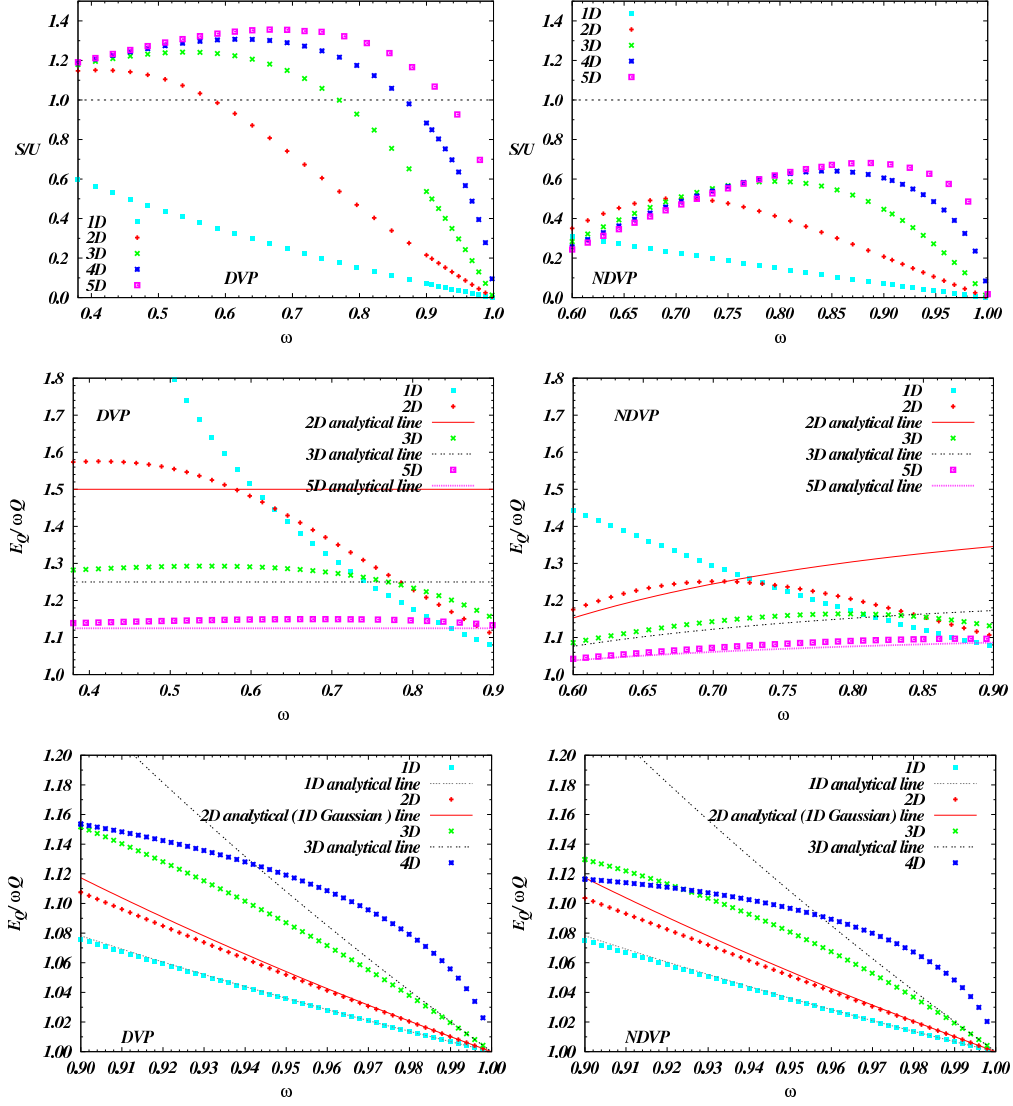 1.4
1.2
1.0
S/U
0.8
0.6
0.4
0.2
0.0
1D
2D
3D
4D
5D
DVP
0.4 0.5 0.6 0.7 0.8 0.9 1.0
ω
1.4
1.2
1.0
S/U
0.8
0.6
0.4
0.2
0.0
1D
2D
3D
4D
5D
NDVP
0.60 0.65 0.70 0.75 0.80 0.85 0.90 0.95 1.00
ω
1.8
1.7
1.6
1.5
1.4
1.3
1.2
1.1
1.0
E_Q/ωQ
DVP
1D
2D
2D analytical line
3D
3D analytical line
5D
5D analytical line
0.4 0.5 0.6 0.7 0.8 0.9
ω
1.8
1.7
1.6
1.5
1.4
1.3
1.2
1.1
1.0
E_Q/ωQ
NDVP
1D
2D
2D analytical line
3D
3D analytical line
5D
5D analytical line
0.60 0.65 0.70 0.75 0.80 0.85 0.90
ω
1.20
1.18
1.16
1.14
1.12
1.10
1.08
1.06
1.04
1.02
1.00
E_Q/ωQ
1D
1D analytical line
2D
2D analytical (1D Gaussian ) line
3D
3D analytical line
4D
DVP
0.90 0.91 0.92 0.93 0.94 0.95 0.96 0.97 0.98 0.99 1.00
ω
1.20
1.18
1.16
1.14
1.12
1.10
1.08
1.06
1.04
1.02
1.00
E_Q/ωQ
1D
1D analytical line
2D
2D analytical (1D Gaussian ) line
3D
3D analytical line
4D
NDVP
0.90 0.91 0.92 0.93 0.94 0.95 0.96 0.97 0.98 0.99 1.00
ω